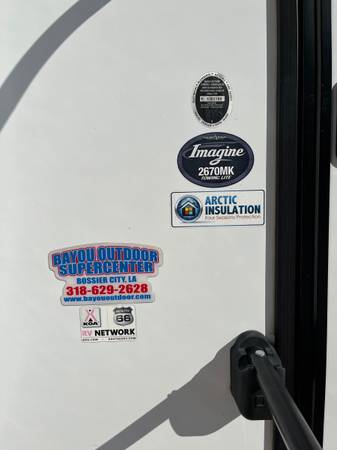 Imagine
2670MK
TOWING LITE
ARCTIC
INSULATION
Four Seasons Protection
BAYOU OUTDOOR
SUPERCENTER
BOSSIER CITY, LA
318-629-2628
www.bayououtdoor.com
KOA
66
RV NETWORK